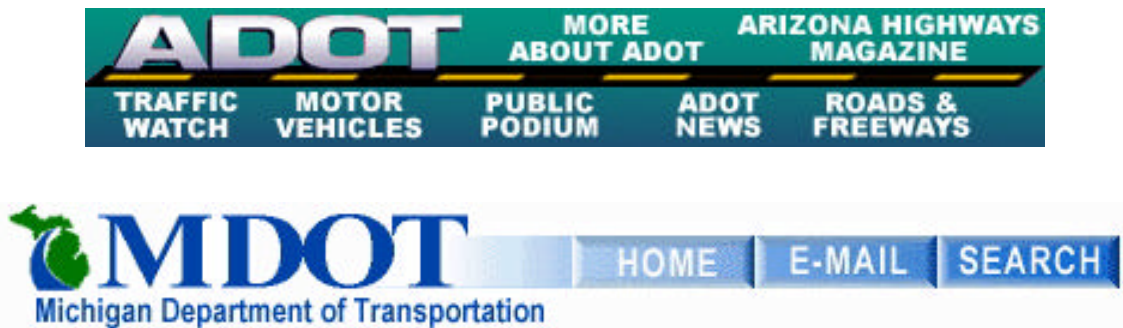 ADOT
MORE
ABOUT ADOT
ARIZONA HIGHWAYS
MAGAZINE
TRAFFIC
WATCH
MOTOR
VEHICLES
PUBLIC
PODIUM
ADOT
NEWS
ROADS &
FREEWAYS
MDOT
HOME
E-MAIL
SEARCH
Michigan Department of Transportation